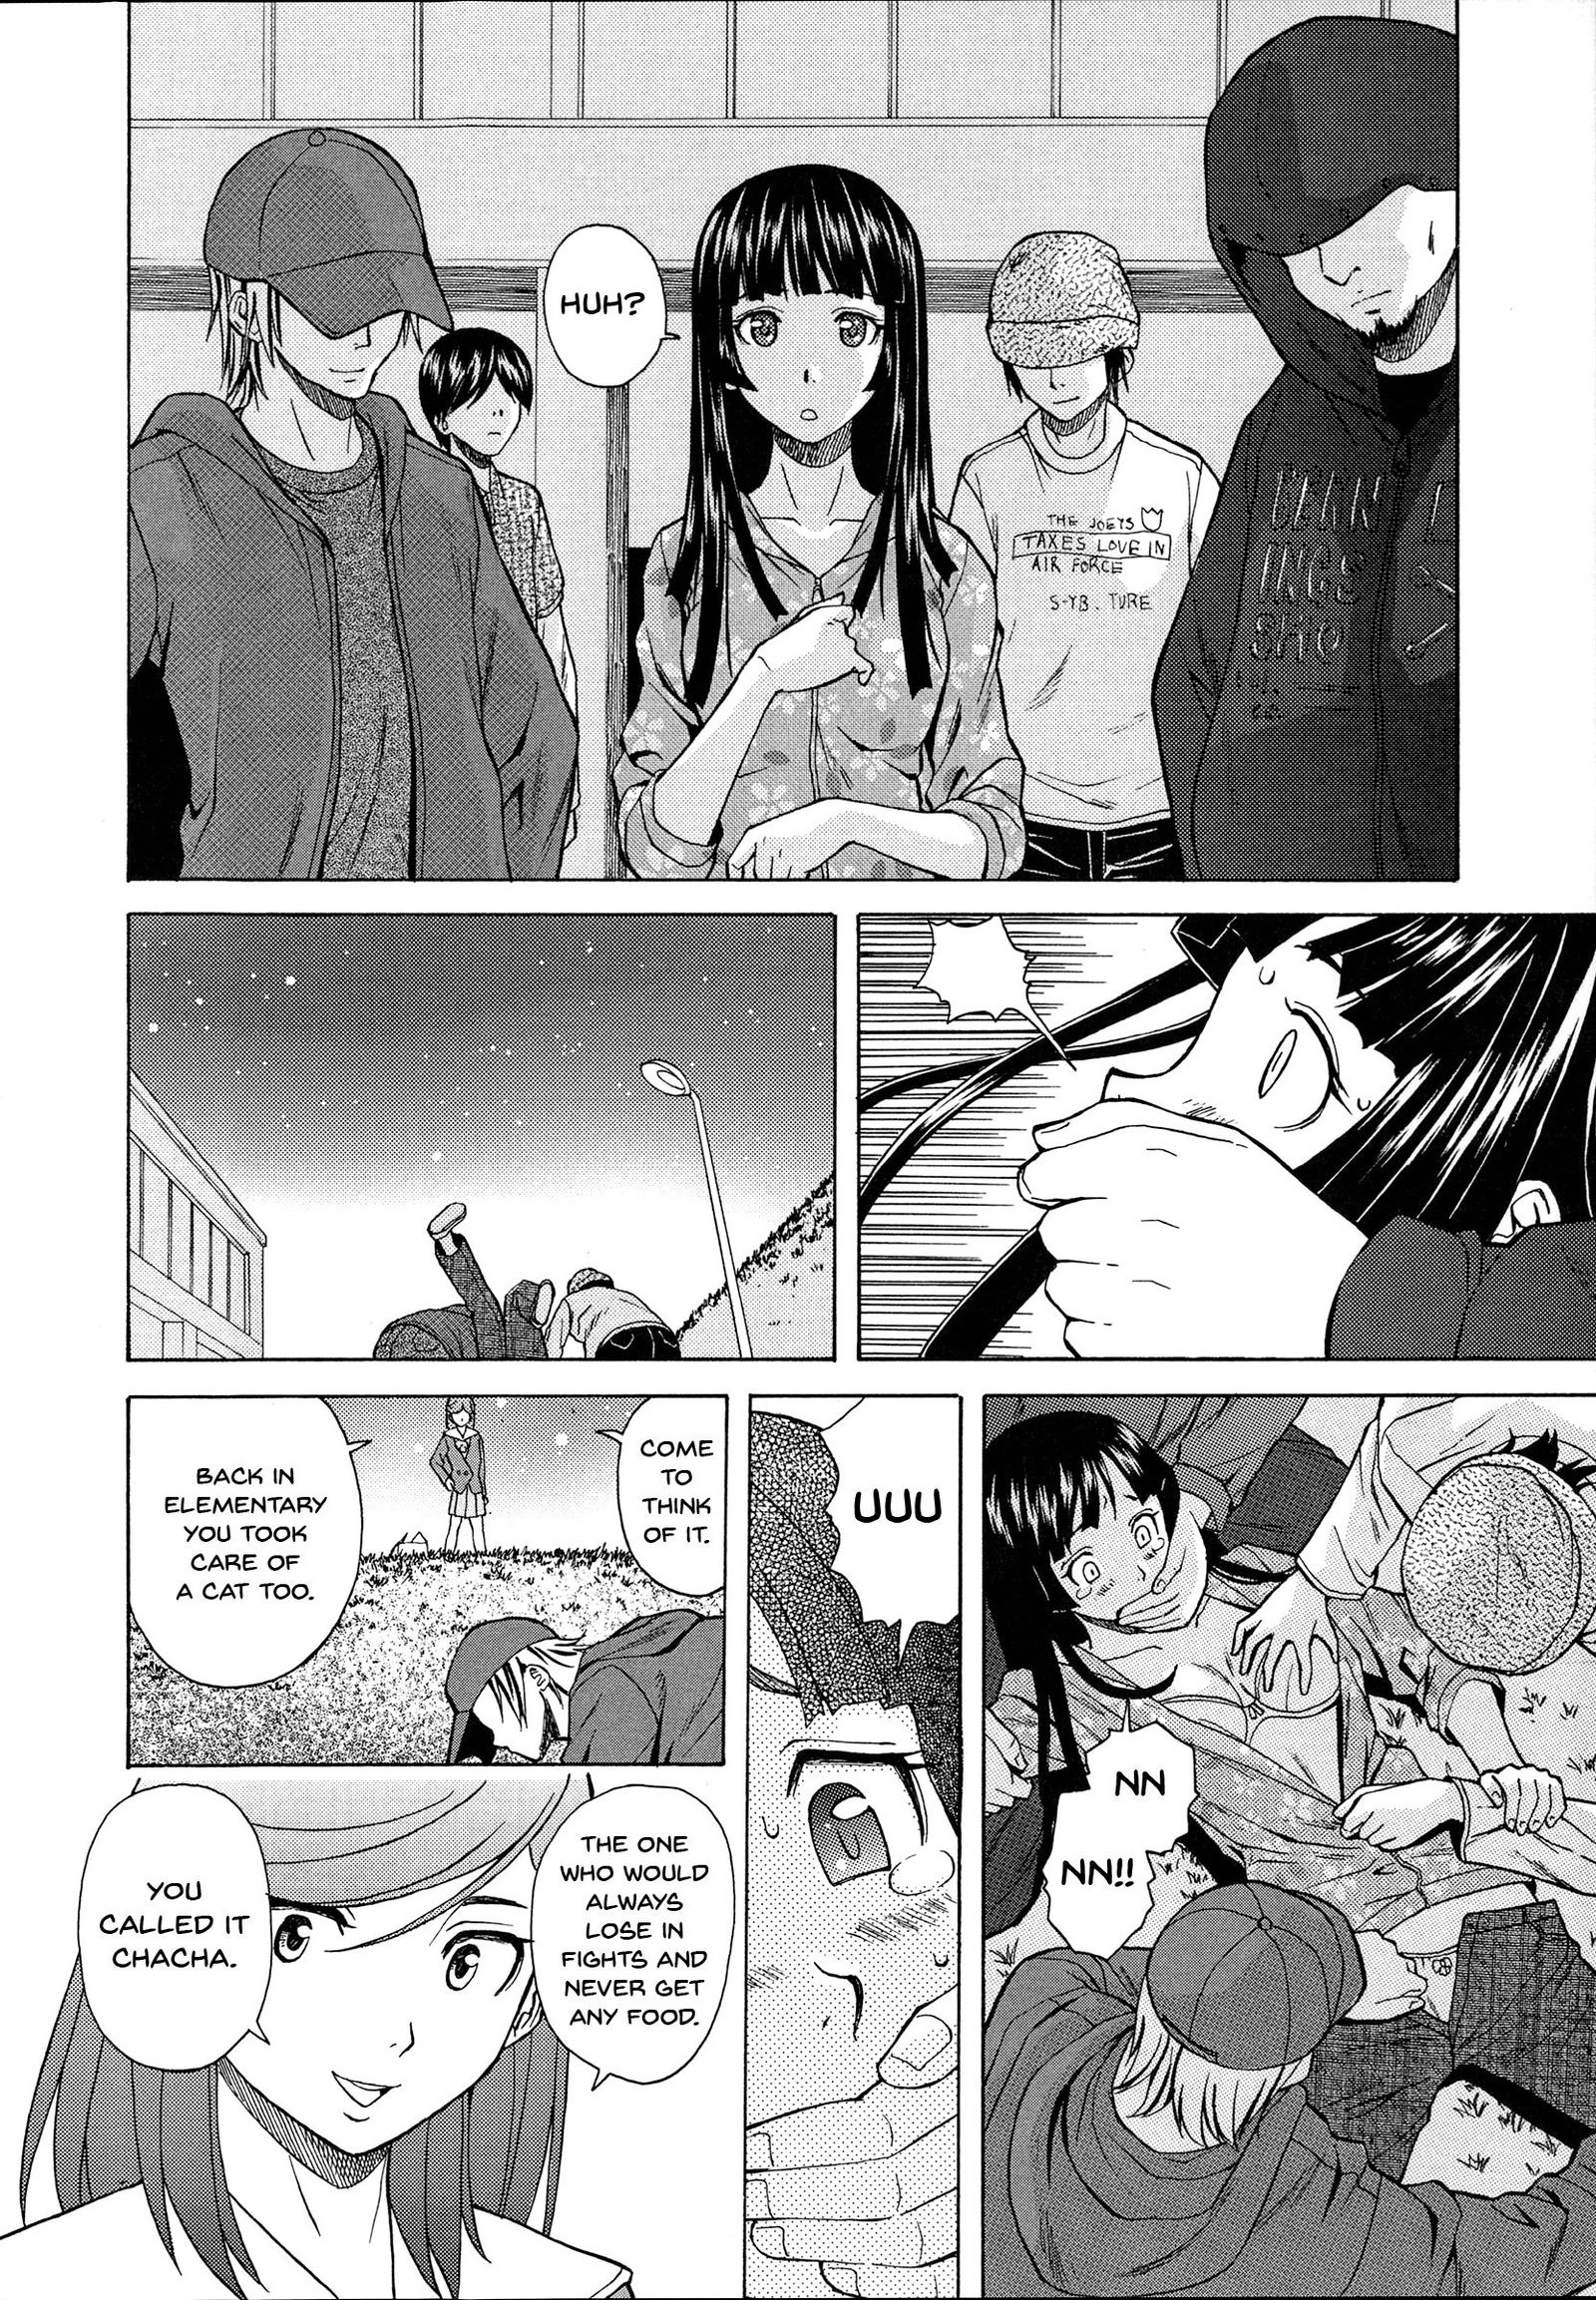 HUH?
THE JOEYS
TAXES LOVE IN
AIR FORCE
S-YB. TURE
INGS
SHO
NN
NN!!
UUU
COME
TO
THINK
OF IT.
BACK IN
ELEMENTARY
YOU TOOK
CARE OF
A CAT TOO.
THE ONE
WHO WOULD
ALWAYS
LOSE IN
FIGHTS AND
NEVER GET
ANY FOOD.
YOU
CALLED IT
CHACHA.